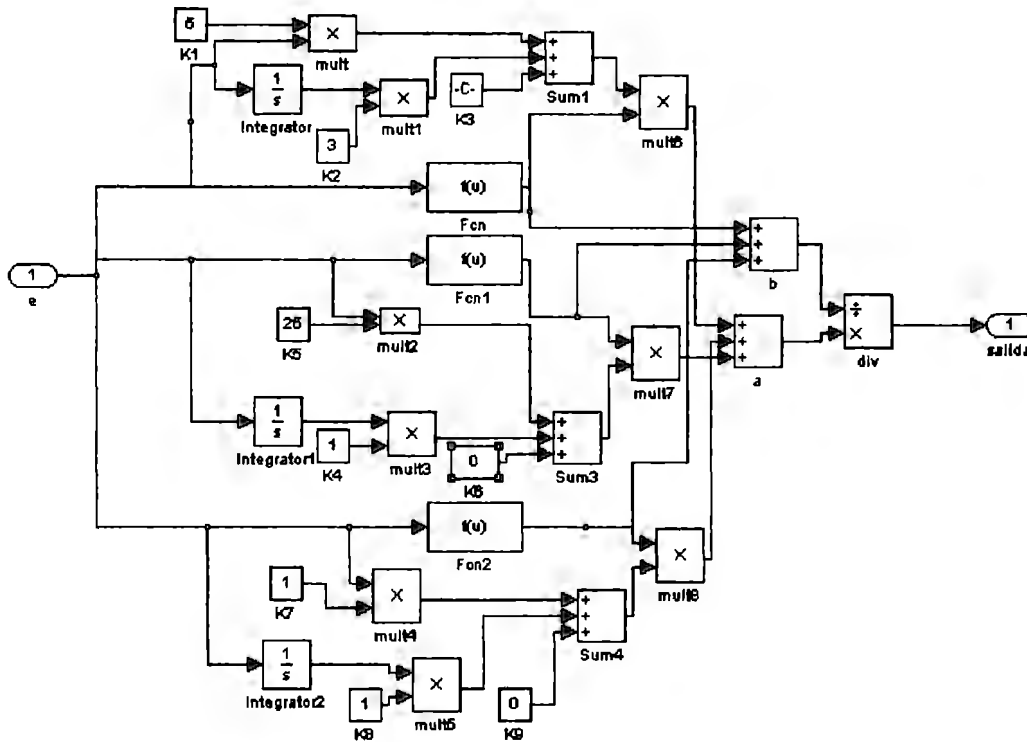 5
K1
×
mult
+
+
+
Sum1
1
s
Integrator
×
mult1
-C-
K3
3
K2
×
mult6
f(u)
Fcn
f(u)
Fcn1
1
e
+
+
+
b
25
K5
×
mult2
×
mult7
+
+
+
a
÷
×
div
1
salida
1
s
Integrator1
1
K4
×
mult3
0
K6
+
+
+
Sum3
f(u)
Fcn2
×
mult8
1
K7
×
mult4
+
+
+
Sum4
1
s
Integrator2
1
K8
×
mult5
0
K9